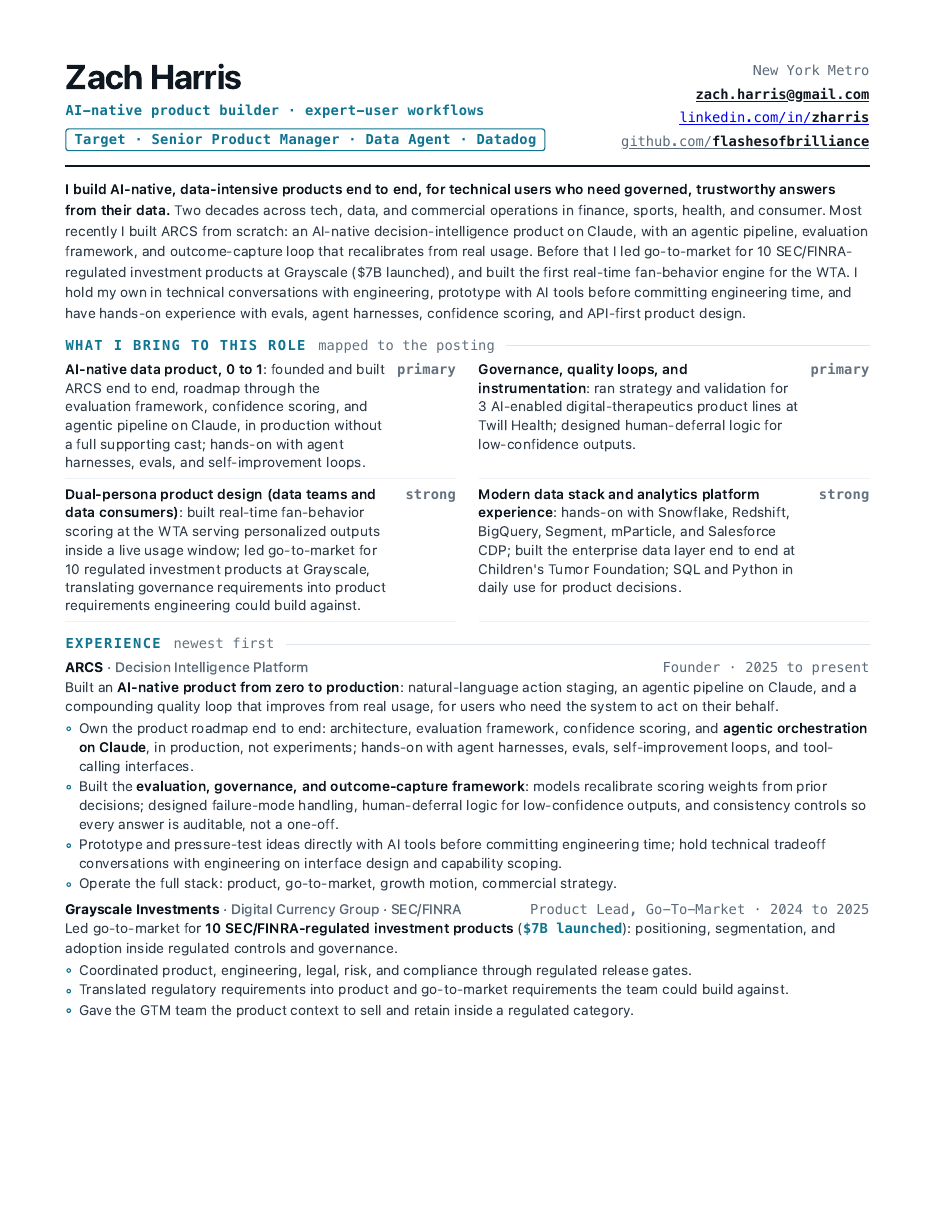 Zach Harris
AI-native product builder · expert-user workflows
Target · Senior Product Manager · Data Agent · Datadog
New York Metro
zach.harris@gmail.com
linkedin.com/in/zharris
github.com/flashesofbrilliance
I build AI-native, data-intensive products end to end, for technical users who need governed, trustworthy answers
from their data. Two decades across tech, data, and commercial operations in finance, sports, health, and consumer. Most
recently I built ARCS from scratch: an AI-native decision-intelligence product on Claude, with an agentic pipeline, evaluation
framework, and outcome-capture loop that recalibrates from real usage. Before that I led go-to-market for 10 SEC/FINRA-
regulated investment products at Grayscale ($7B launched), and built the first real-time fan-behavior engine for the WTA. I
hold my own in technical conversations with engineering, prototype with AI tools before committing engineering time, and
have hands-on experience with evals, agent harnesses, confidence scoring, and API-first product design.
WHAT I BRING TO THIS ROLE mapped to the posting
AI-native data product, 0 to 1: founded and built primary
ARCS end to end, roadmap through the
evaluation framework, confidence scoring, and
agentic pipeline on Claude, in production without
a full supporting cast; hands-on with agent
harnesses, evals, and self-improvement loops.
Governance, quality loops, and primary
instrumentation: ran strategy and validation for
3 AI-enabled digital-therapeutics product lines at
Twill Health; designed human-deferral logic for
low-confidence outputs.
Dual-persona product design (data teams and strong
data consumers): built real-time fan-behavior
scoring at the WTA serving personalized outputs
inside a live usage window; led go-to-market for
10 regulated investment products at Grayscale,
translating governance requirements into product
requirements engineering could build against.
Modern data stack and analytics platform strong
experience: hands-on with Snowflake, Redshift,
BigQuery, Segment, mParticle, and Salesforce
CDP; built the enterprise data layer end to end at
Children's Tumor Foundation; SQL and Python in
daily use for product decisions.
EXPERIENCE newest first
ARCS · Decision Intelligence Platform Founder · 2025 to present
Built an AI-native product from zero to production: natural-language action staging, an agentic pipeline on Claude, and a
compounding quality loop that improves from real usage, for users who need the system to act on their behalf.
Own the product roadmap end to end: architecture, evaluation framework, confidence scoring, and agentic orchestration
on Claude, in production, not experiments; hands-on with agent harnesses, evals, self-improvement loops, and tool-
calling interfaces.
Built the evaluation, governance, and outcome-capture framework: models recalibrate scoring weights from prior
decisions; designed failure-mode handling, human-deferral logic for low-confidence outputs, and consistency controls so
every answer is auditable, not a one-off.
Prototype and pressure-test ideas directly with AI tools before committing engineering time; hold technical tradeoff
conversations with engineering on interface design and capability scoping.
Operate the full stack: product, go-to-market, growth motion, commercial strategy.
Grayscale Investments · Digital Currency Group · SEC/FINRA Product Lead, Go-To-Market · 2024 to 2025
Led go-to-market for 10 SEC/FINRA-regulated investment products ($7B launched): positioning, segmentation, and
adoption inside regulated controls and governance.
Coordinated product, engineering, legal, risk, and compliance through regulated release gates.
Translated regulatory requirements into product and go-to-market requirements the team could build against.
Gave the GTM team the product context to sell and retain inside a regulated category.